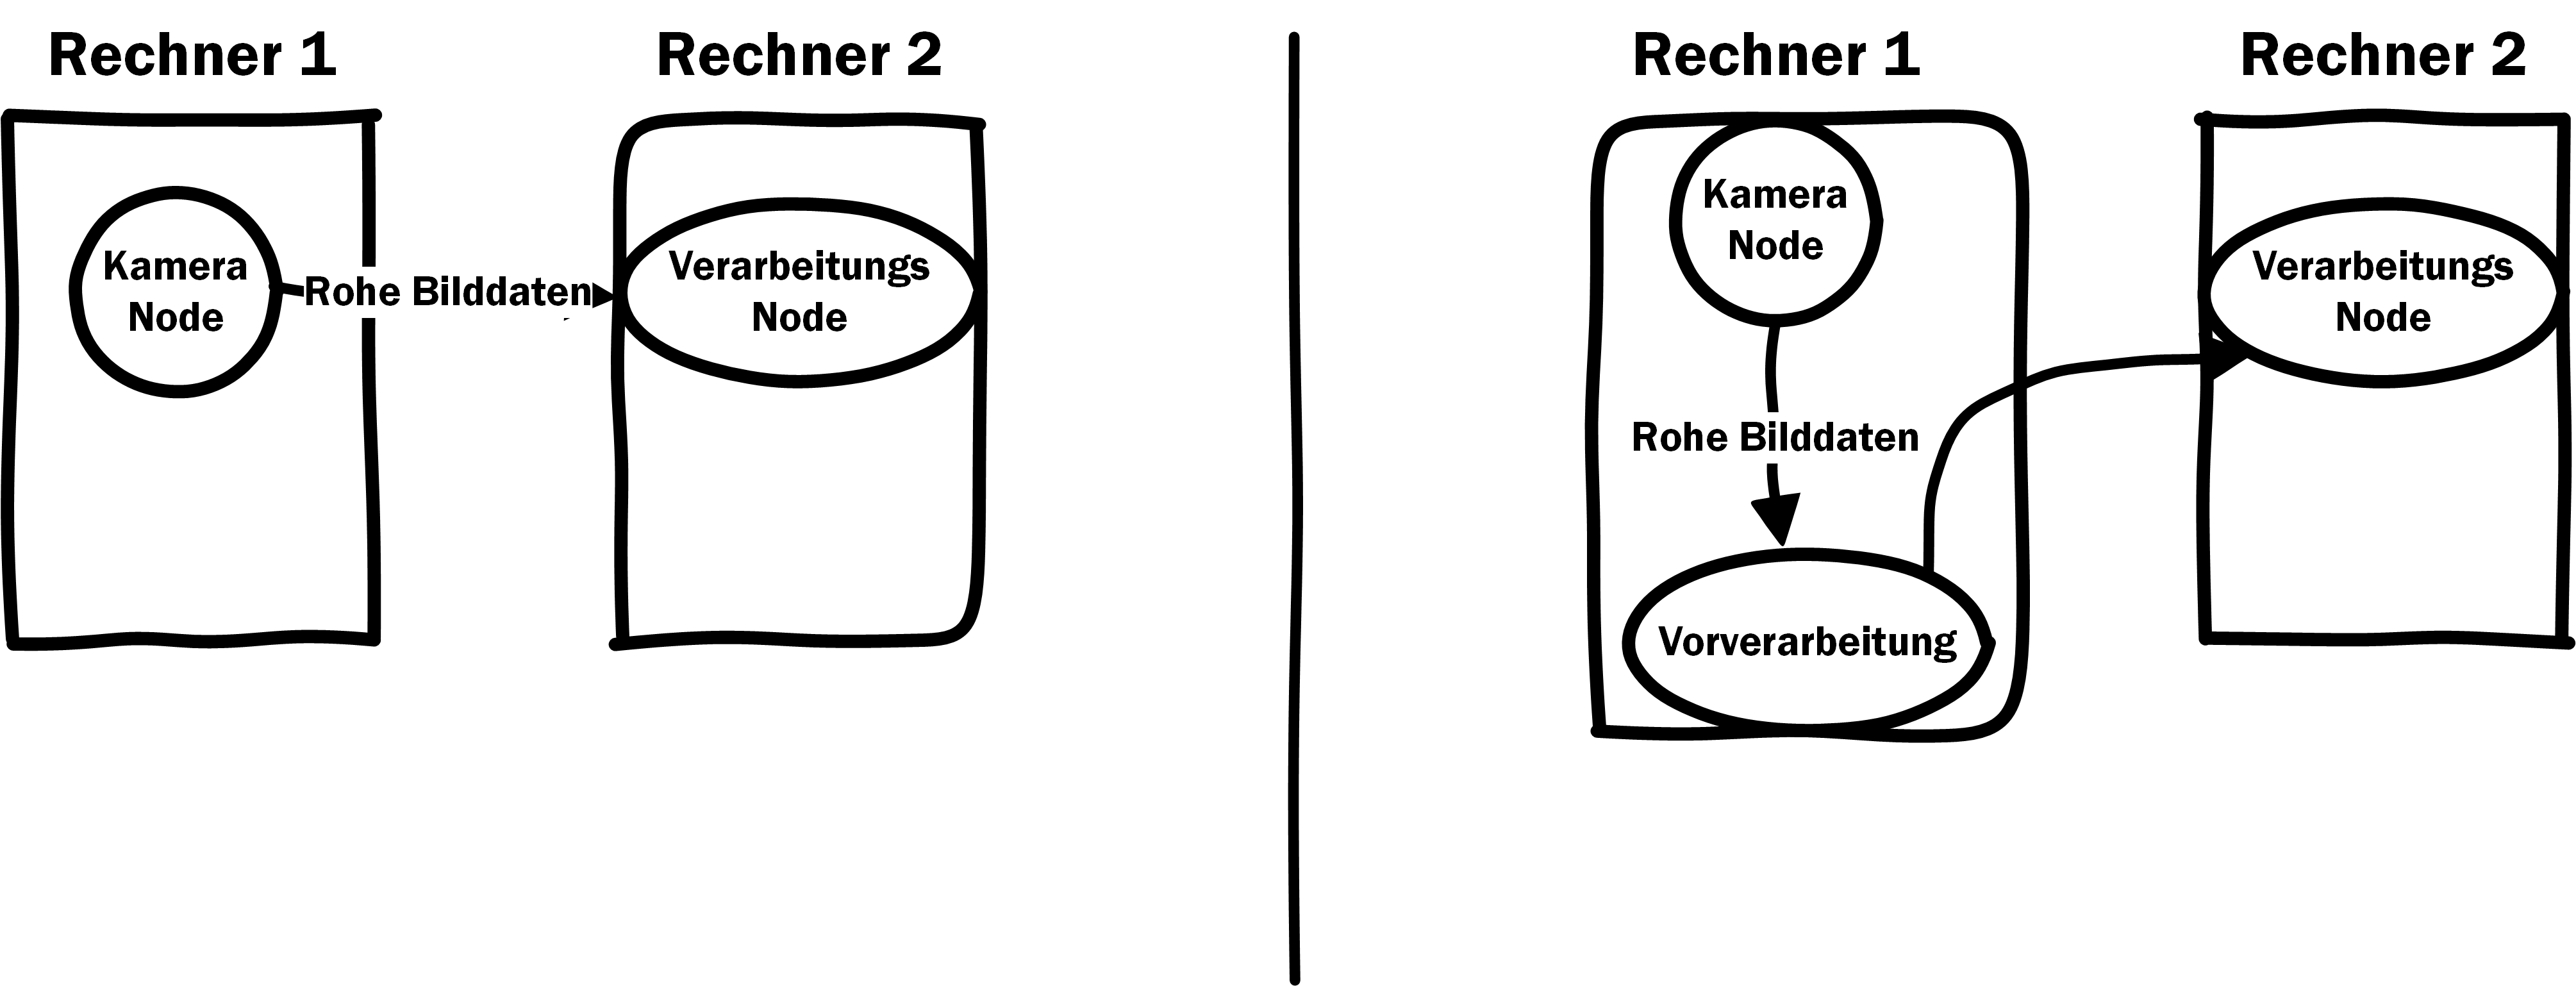 Rechner 1
Rechner 2
Kamera
Node
Rohe Bilddaten
Verarbeitungs
Node
Rechner 1
Rechner 2
Kamera
Node
Rohe Bilddaten
Vorverarbeitung
Verarbeitungs
Node